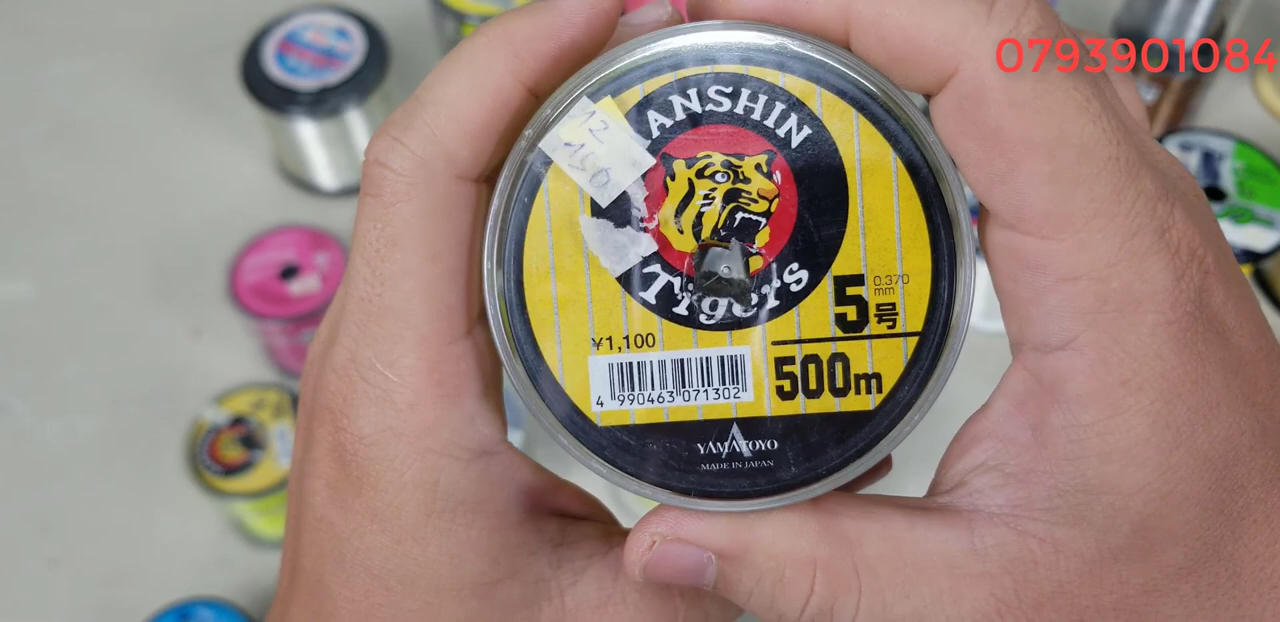 0793901084
ANSHIN
12
150
Tigers
5号
0.370
mm
¥1,100
500m
4 990463 071302
YAMATOYO
MADE IN JAPAN